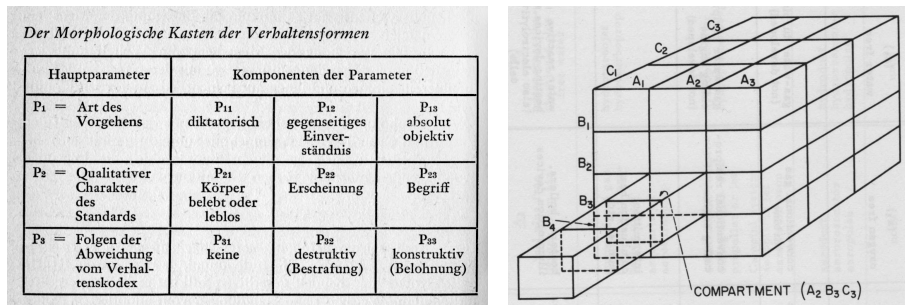 Der Morphologische Kasten der Verhaltensformen
Hauptparameter
Komponenten der Parameter
P1 = Art des
Vorgehens
P11
diktatorisch
P12
gegenseitiges
Einver-
ständnis
P13
absolut
objektiv
P2 = Qualitativer
Charakter
des
Standards
P21
Körper
belebt oder
leblos
P22
Erscheinung
P23
Begriff
P3 = Folgen der
Abweichung
vom Verhal-
tenskodex
P31
keine
P32
destruktiv
(Bestrafung)
P33
konstruktiv
(Belohnung)
C3
C2
C1
A1
A2
A3
B1
B2
B3
B4
COMPARTMENT (A2 B3 C3)